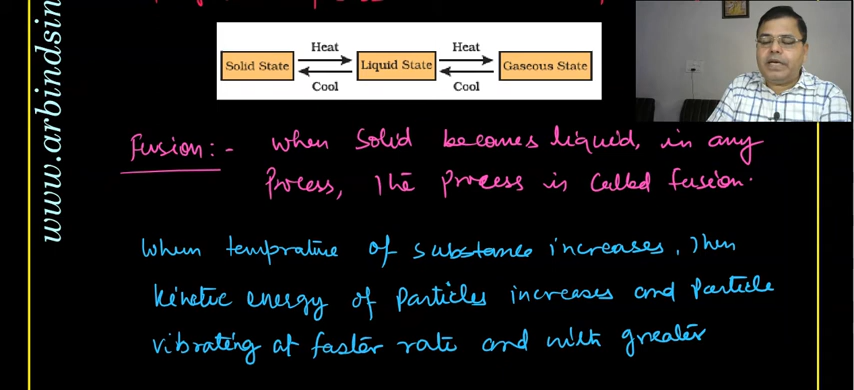 www.arbindsin
Heat
Heat
Solid State
Liquid State
Gaseous State
Cool
Cool
Fusion:- When Solid becomes liquid, in any
Process, The process is called fusion.
When temprature of substance increases, Then
kinetic energy of Particles increases and particle
vibrating at faster rate and with greater